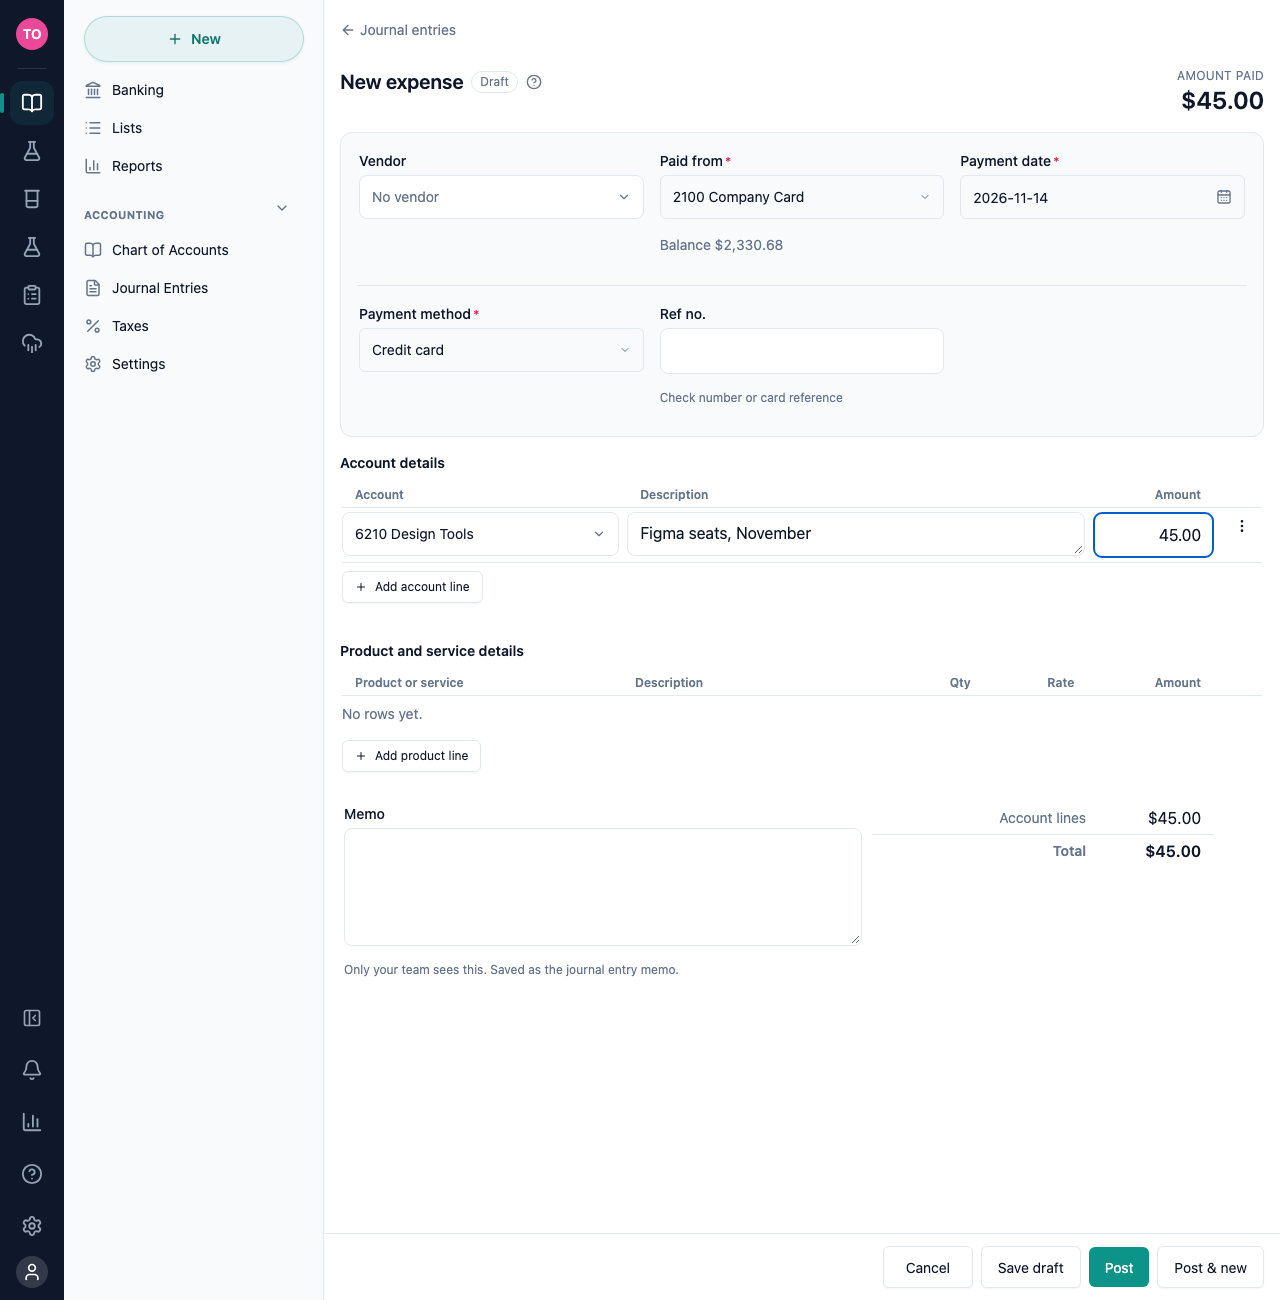 TO
New
Banking
Lists
Reports
ACCOUNTING
Chart of Accounts
Journal Entries
Taxes
Settings
Journal entries
New expense
Draft
AMOUNT PAID
$45.00
Vendor
No vendor
Paid from*
2100 Company Card
Balance $2,330.68
Payment date*
2026-11-14
Payment method*
Credit card
Ref no.
Check number or card reference
Account details
Account Description Amount
6210 Design Tools Figma seats, November 45.00
Add account line
Product and service details
Product or service Description Qty Rate Amount
No rows yet.
Add product line
Memo
Only your team sees this. Saved as the journal entry memo.
Account lines $45.00
Total $45.00
Cancel
Save draft
Post
Post & new